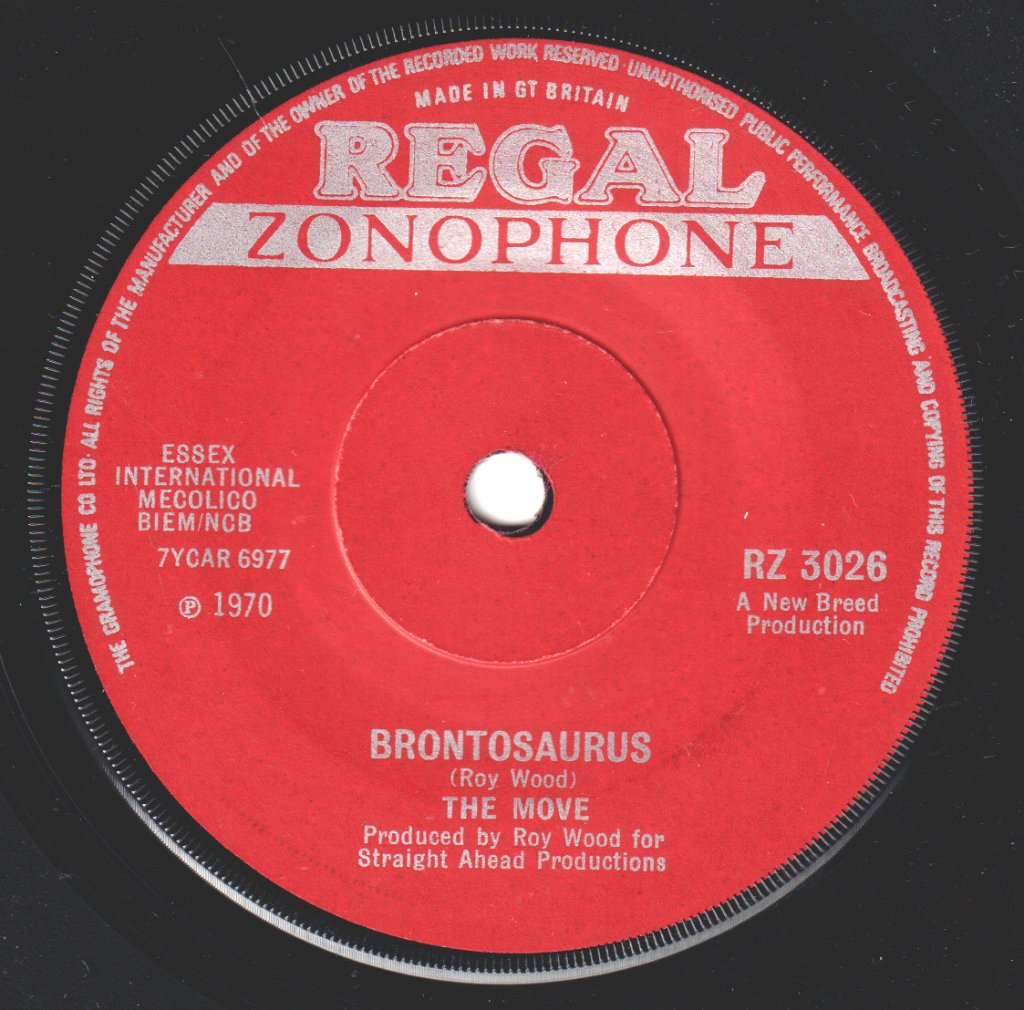 THE GRAMOPHONE CO LTD · ALL RIGHTS OF THE MANUFACTURER AND OF THE OWNER OF THE RECORDED WORK RESERVED · UNAUTHORISED PUBLIC PERFORMANCE BROADCASTING AND COPYING OF THIS RECORD PROHIBITED
MADE IN GT BRITAIN
REGAL
ZONOPHONE
ESSEX
INTERNATIONAL
MECOLICO
BIEM/NCB
7YCAR 6977
℗ 1970
RZ 3026
A New Breed
Production
BRONTOSAURUS
(Roy Wood)
THE MOVE
Produced by Roy Wood for
Straight Ahead Productions